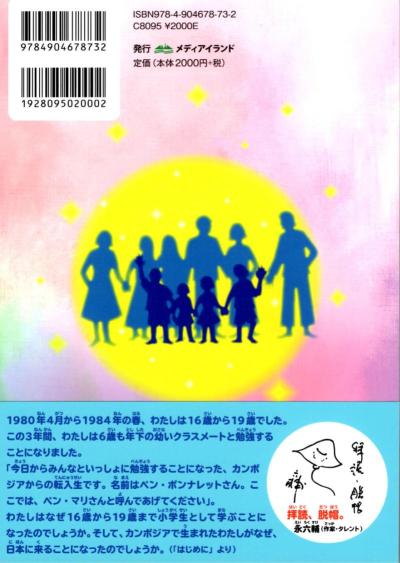 ISBN978-4-904678-73-2
C8095 ¥2000E
発行 メディアイランド
定価（本体2000円+税）
9784904678732
1928095020002
1980年4月から1984年の春、わたしは16歳から19歳でした。
この3年間、わたしは6歳も年下の幼いクラスメートと勉強する
ことになりました。
「今日からみんなといっしょに勉強することになった、カンボ
ジアからの転入生です。名前はペン・ポンナレットさん。こ
こでは、ペン・マリさんと呼んであげてください」。
わたしはなぜ16歳から19歳まで小学生として学ぶことに
なったのでしょうか。そして、カンボジアで生まれたわたしがなぜ、
日本に来ることになったのでしょうか。（「はじめに」より）
拝読、脱帽
拝読、脱帽。
永六輔（作家・タレント）